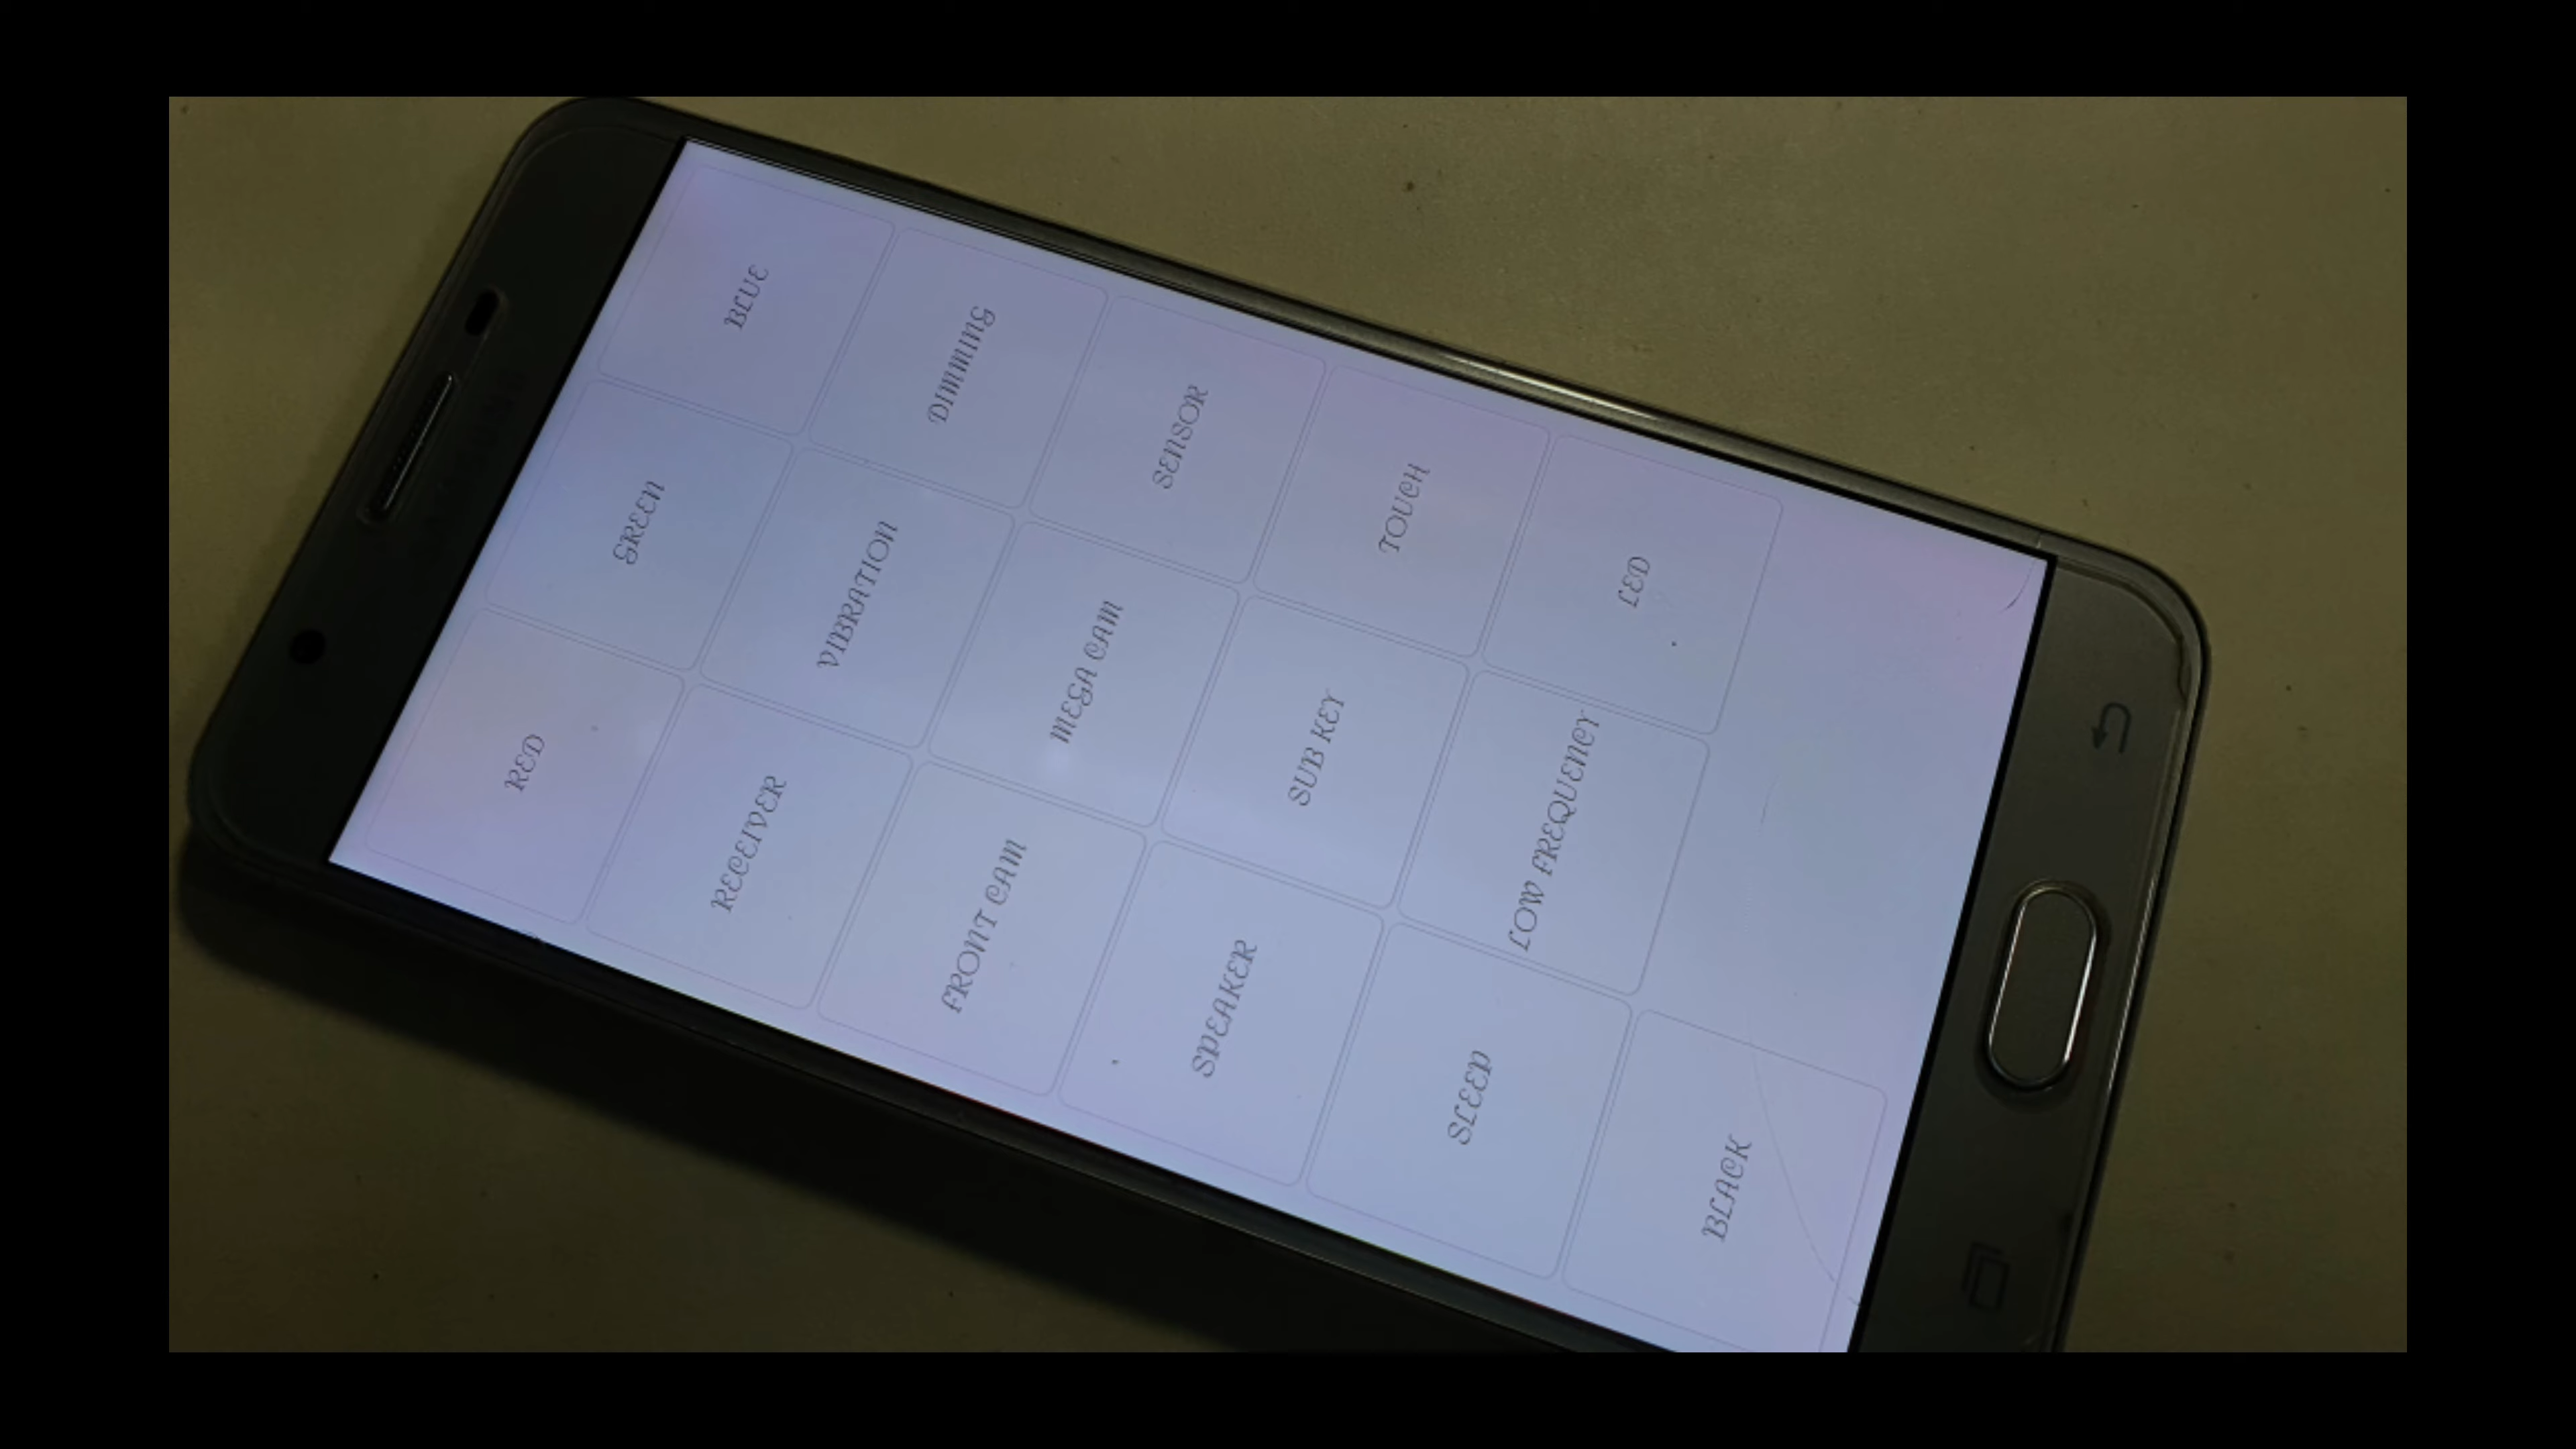 RED
GREEN
BLUE
RECEIVER
VIBRATION
DIMMING
FRONT CAM
MEGA CAM
SENSOR
SPEAKER
SUB KEY
TOUCH
SLEEP
LOW FREQUENCY
LED
BLACK